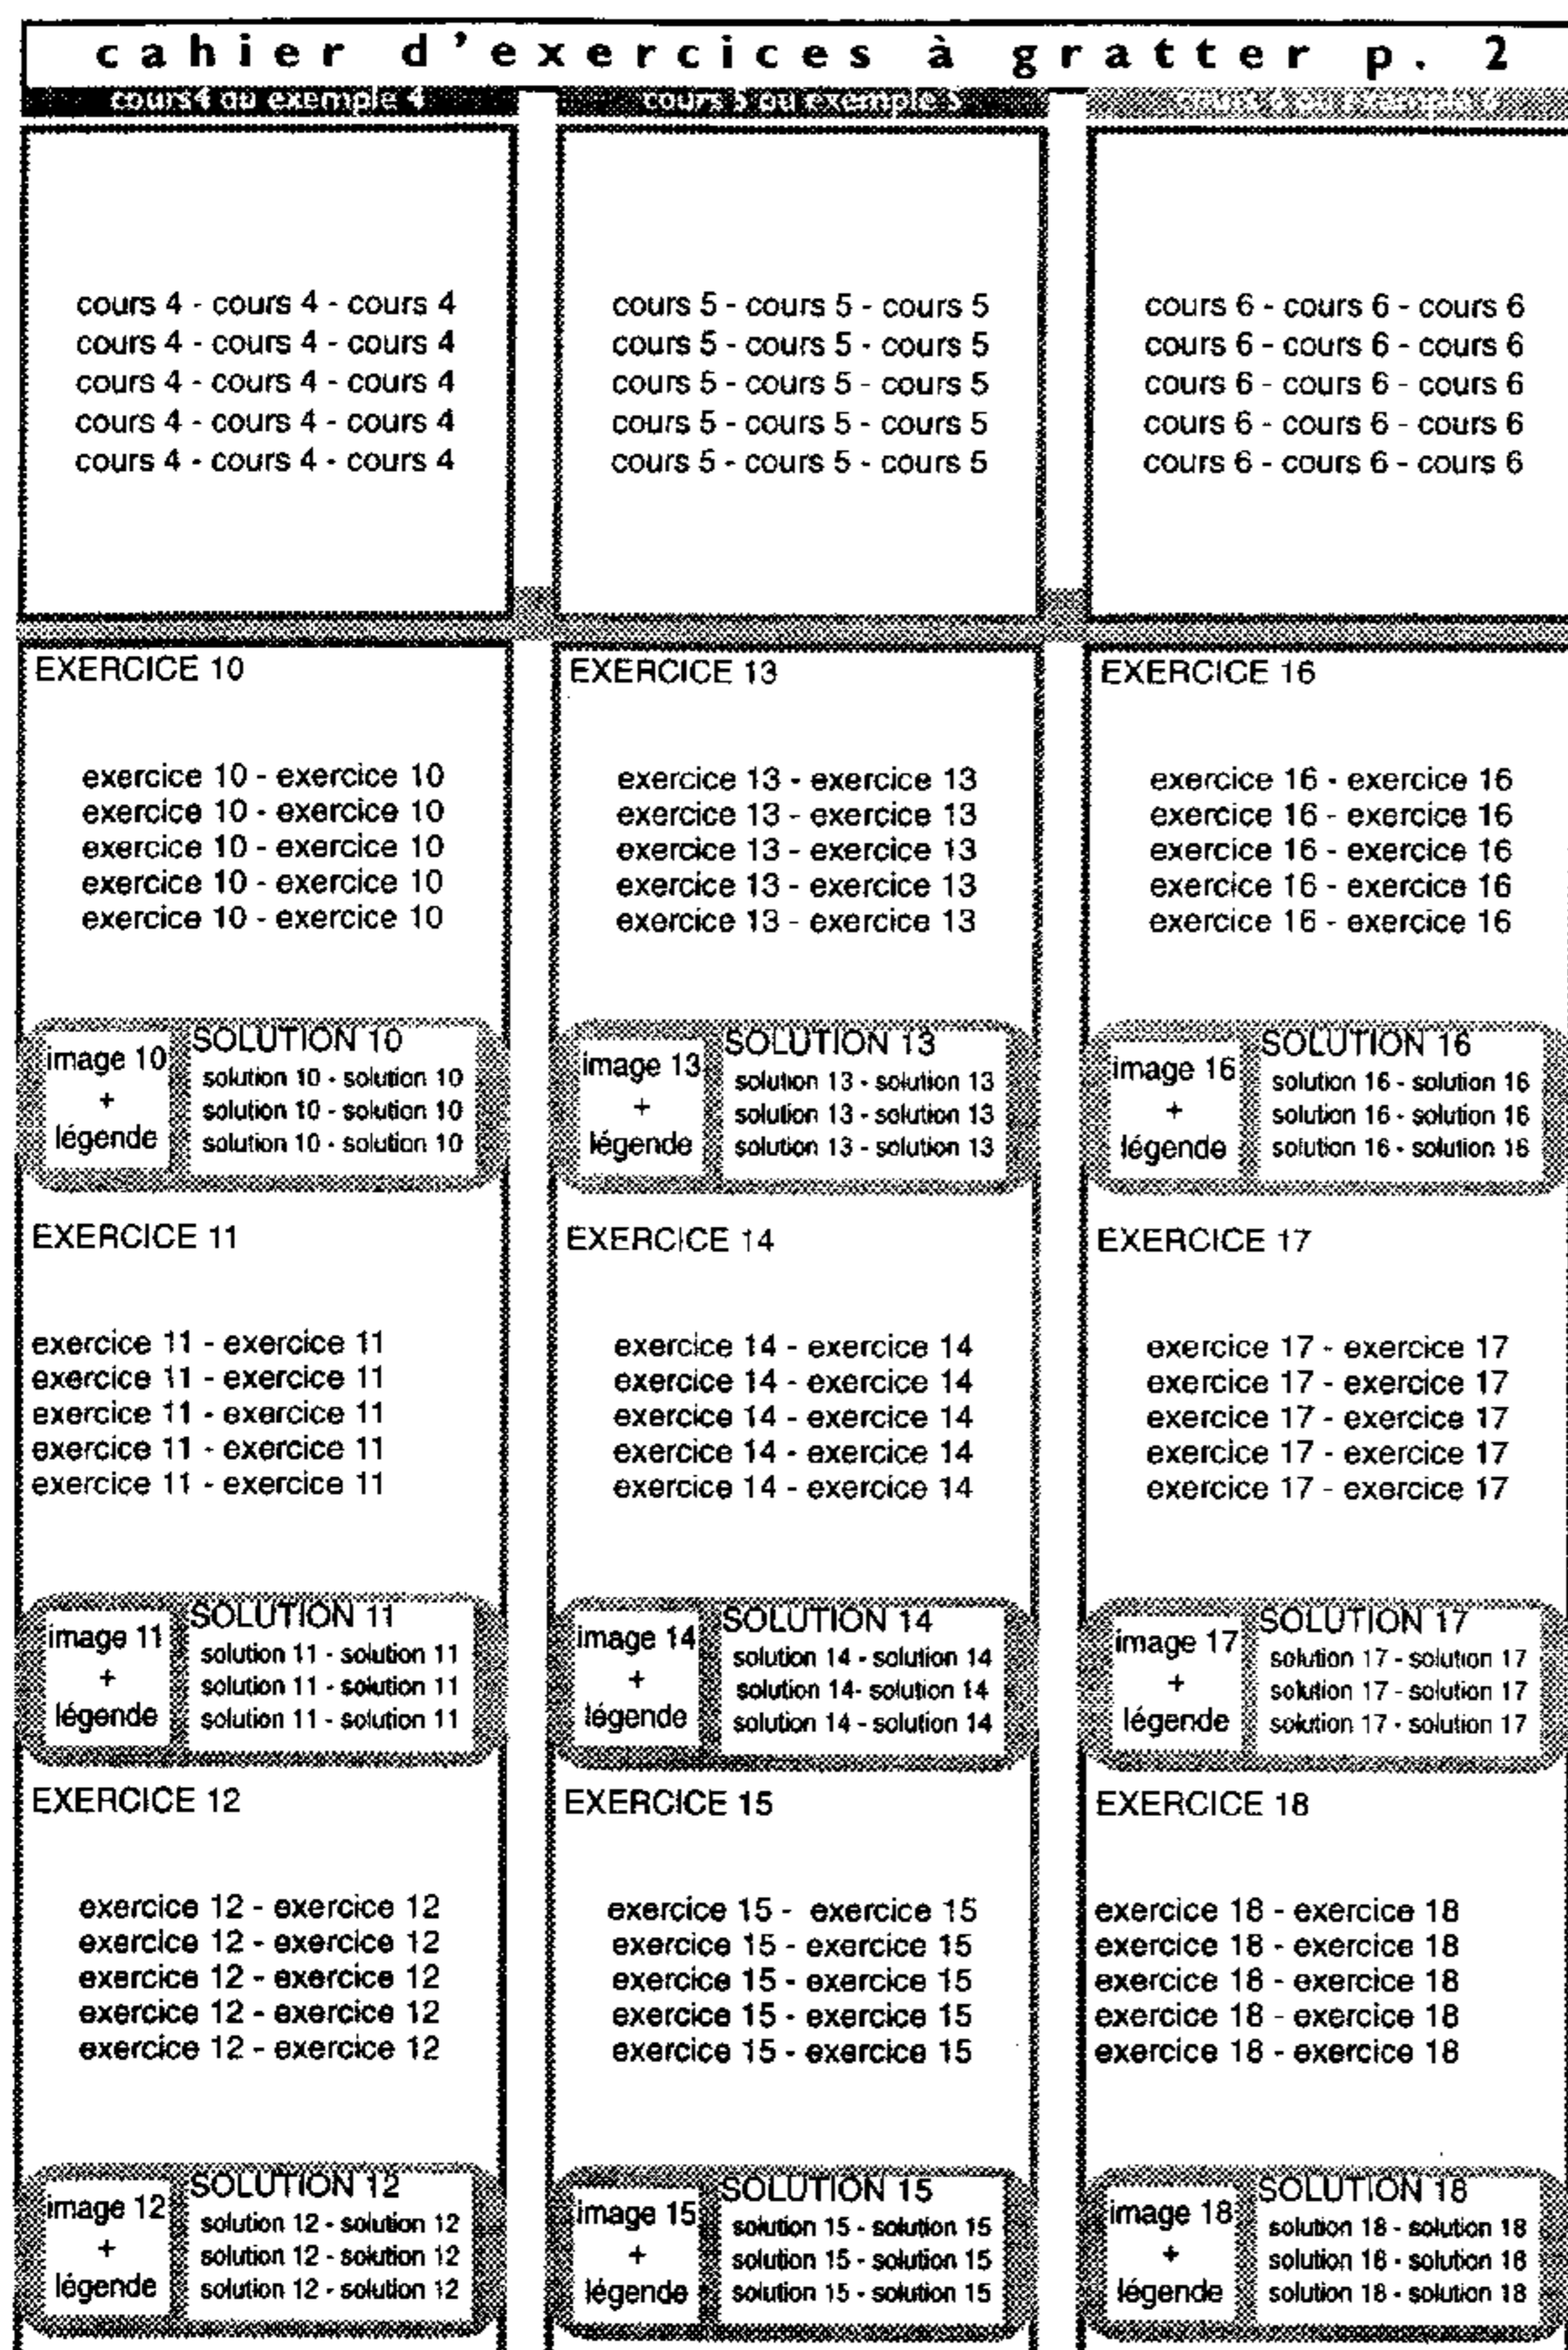 cahier d'exercices à gratter p. 2
cours4 ou exemple 4
cours 4 - cours 4 - cours 4
cours 4 - cours 4 - cours 4
cours 4 - cours 4 - cours 4
cours 4 - cours 4 - cours 4
cours 4 - cours 4 - cours 4
EXERCICE 10
exercice 10 - exercice 10
exercice 10 - exercice 10
exercice 10 - exercice 10
exercice 10 - exercice 10
exercice 10 - exercice 10
image 10
+
légende
SOLUTION 10
solution 10 - solution 10
solution 10 - solution 10
solution 10 - solution 10
EXERCICE 11
exercice 11 - exercice 11
exercice 11 - exercice 11
exercice 11 - exercice 11
exercice 11 - exercice 11
exercice 11 - exercice 11
image 11
+
légende
SOLUTION 11
solution 11 - solution 11
solution 11 - solution 11
solution 11 - solution 11
EXERCICE 12
exercice 12 - exercice 12
exercice 12 - exercice 12
exercice 12 - exercice 12
exercice 12 - exercice 12
exercice 12 - exercice 12
image 12
+
légende
SOLUTION 12
solution 12 - solution 12
solution 12 - solution 12
solution 12 - solution 12
cours 5 ou exemple 5
cours 5 - cours 5 - cours 5
cours 5 - cours 5 - cours 5
cours 5 - cours 5 - cours 5
cours 5 - cours 5 - cours 5
cours 5 - cours 5 - cours 5
EXERCICE 13
exercice 13 - exercice 13
exercice 13 - exercice 13
exercice 13 - exercice 13
exercice 13 - exercice 13
exercice 13 - exercice 13
image 13
+
légende
SOLUTION 13
solution 13 - solution 13
solution 13 - solution 13
solution 13 - solution 13
EXERCICE 14
exercice 14 - exercice 14
exercice 14 - exercice 14
exercice 14 - exercice 14
exercice 14 - exercice 14
exercice 14 - exercice 14
image 14
+
légende
SOLUTION 14
solution 14 - solution 14
solution 14- solution 14
solution 14 - solution 14
EXERCICE 15
exercice 15 - exercice 15
exercice 15 - exercice 15
exercice 15 - exercice 15
exercice 15 - exercice 15
exercice 15 - exercice 15
image 15
+
légende
SOLUTION 15
solution 15 - solution 15
solution 15 - solution 15
solution 15 - solution 15
cours 6 - cours 6 - cours 6
cours 6 - cours 6 - cours 6
cours 6 - cours 6 - cours 6
cours 6 - cours 6 - cours 6
cours 6 - cours 6 - cours 6
EXERCICE 16
exercice 16 - exercice 16
exercice 16 - exercice 16
exercice 16 - exercice 16
exercice 16 - exercice 16
exercice 16 - exercice 16
image 16
+
légende
SOLUTION 16
solution 16 - solution 16
solution 16 - solution 16
solution 16 - solution 16
EXERCICE 17
exercice 17 - exercice 17
exercice 17 - exercice 17
exercice 17 - exercice 17
exercice 17 - exercice 17
exercice 17 - exercice 17
image 17
+
légende
SOLUTION 17
solution 17 - solution 17
solution 17 - solution 17
solution 17 - solution 17
EXERCICE 18
exercice 18 - exercice 18
exercice 18 - exercice 18
exercice 18 - exercice 18
exercice 18 - exercice 18
exercice 18 - exercice 18
image 18
+
légende
SOLUTION 18
solution 18 - solution 18
solution 18 - solution 18
solution 18 - solution 18